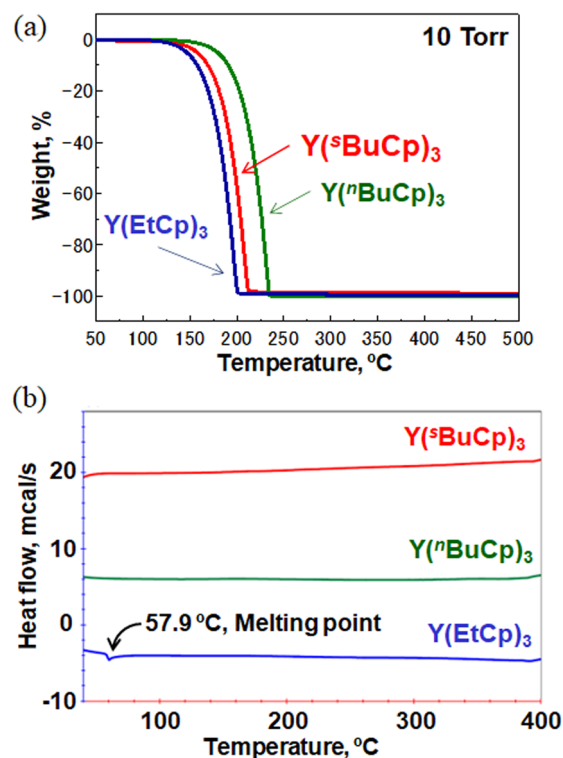 (a)
10 Torr
0
-20
-40
-60
-80
-100
Weight, %
Y(ˢBuCp)₃
Y(ⁿBuCp)₃
Y(EtCp)₃
50 100 150 200 250 300 350 400 450 500
Temperature, ºC
(b)
20
10
0
-10
Heat flow, mcal/s
Y(ˢBuCp)₃
Y(ⁿBuCp)₃
57.9 ºC, Melting point
Y(EtCp)₃
100 200 300 400
Temperature, ºC